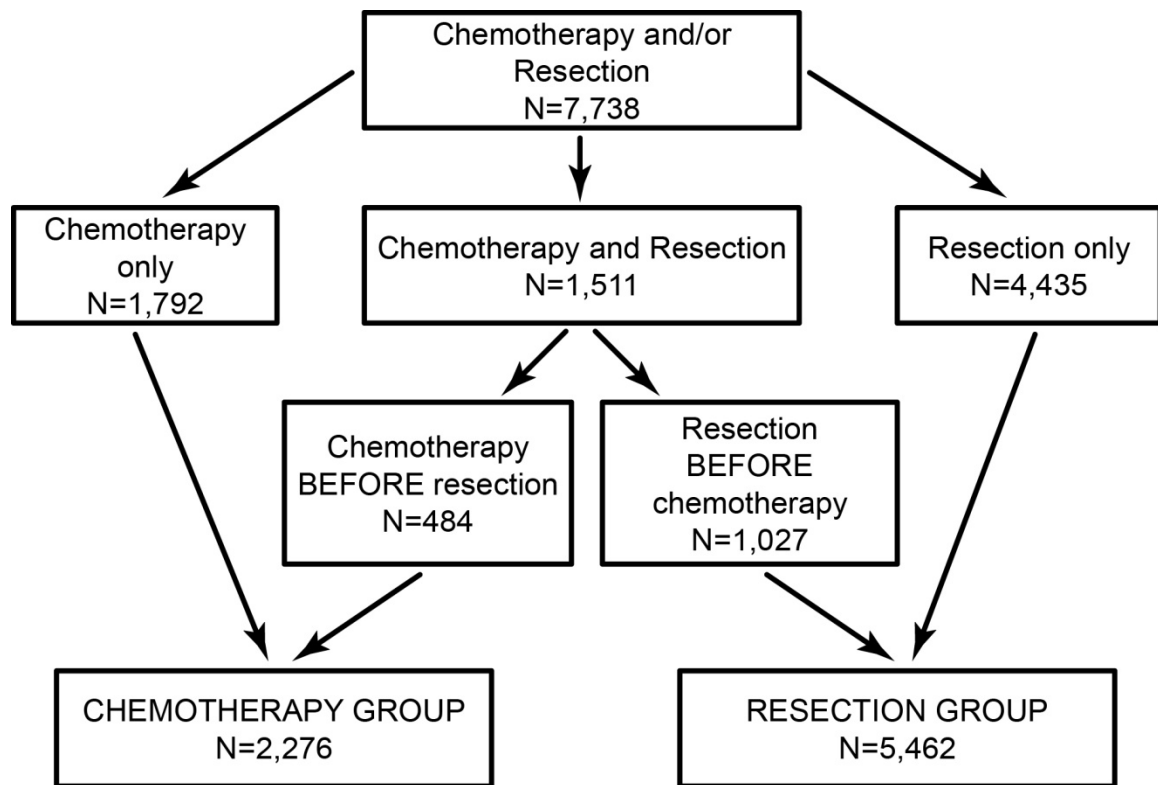 Chemotherapy and/or
Resection
N=7,738
Chemotherapy
only
N=1,792
Chemotherapy and Resection
N=1,511
Resection only
N=4,435
Chemotherapy
BEFORE resection
N=484
Resection
BEFORE
chemotherapy
N=1,027
CHEMOTHERAPY GROUP
N=2,276
RESECTION GROUP
N=5,462